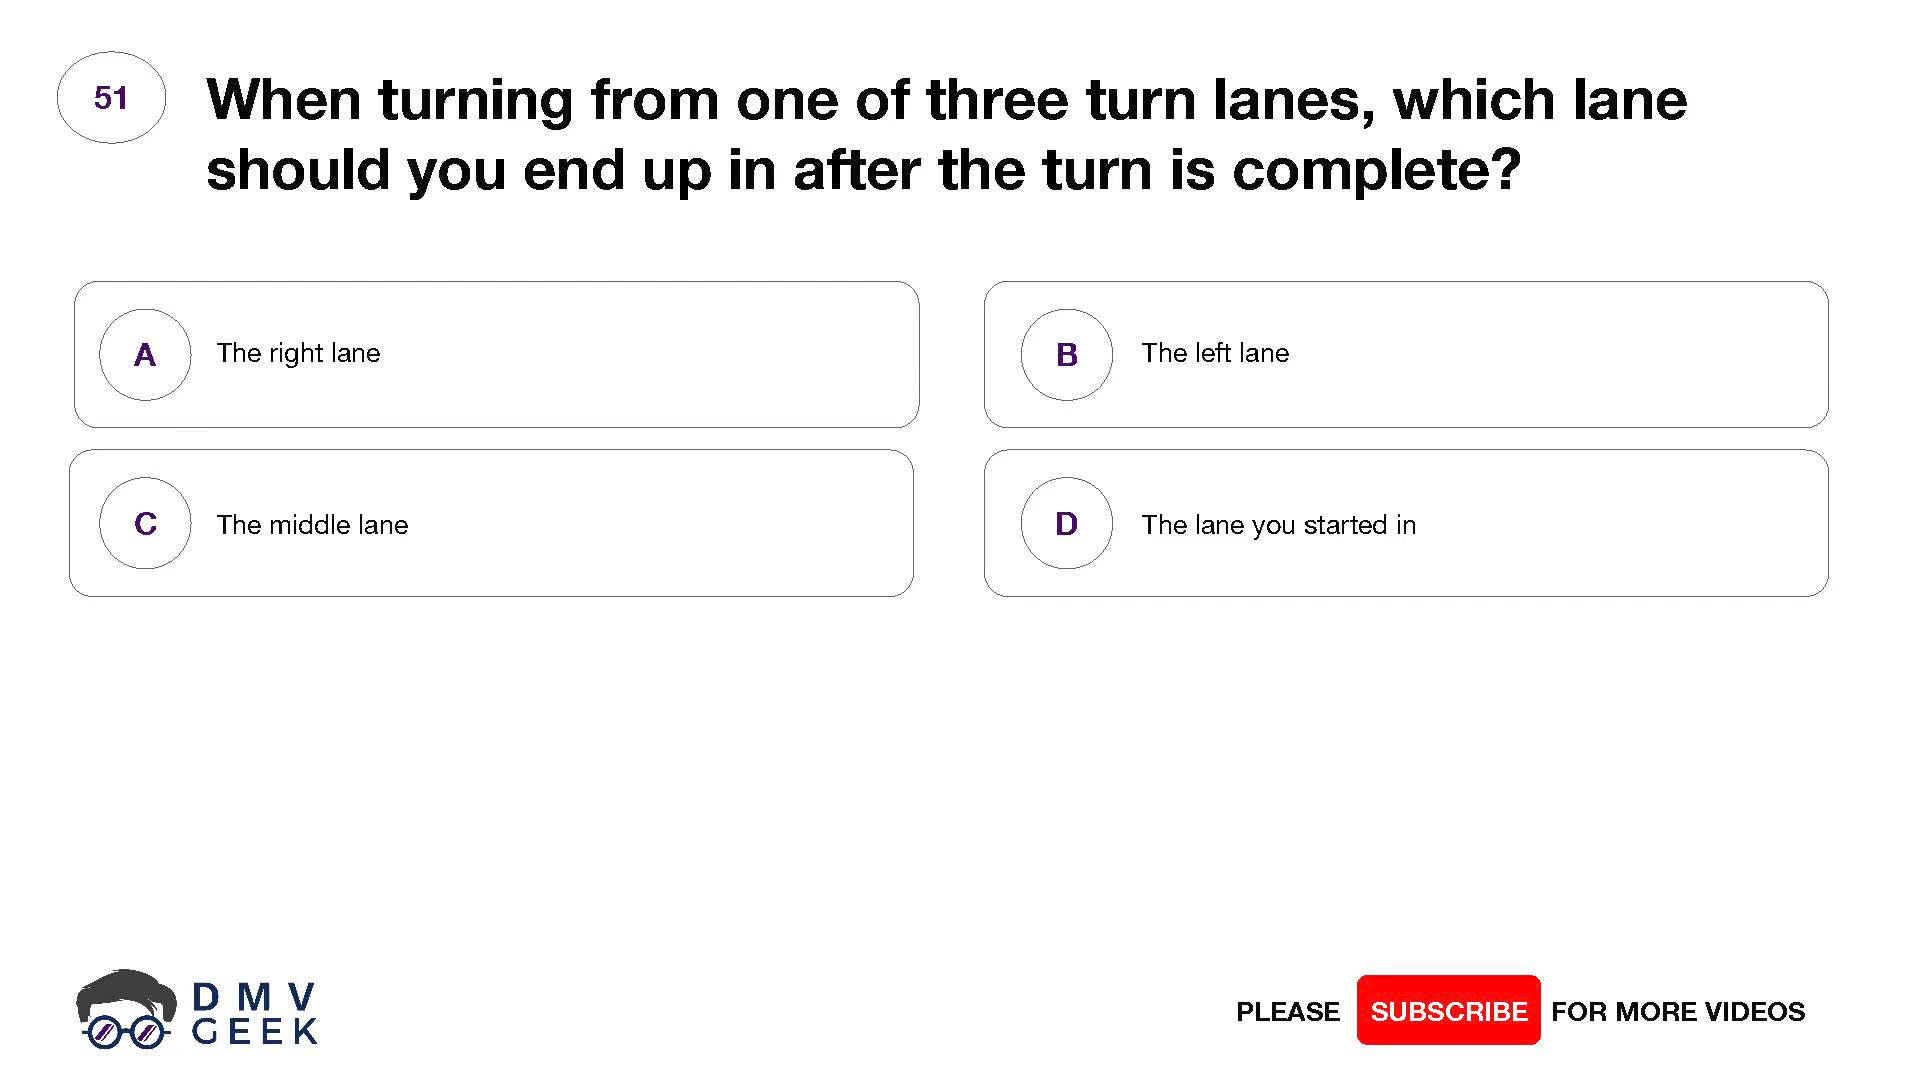 51
When turning from one of three turn lanes, which lane
should you end up in after the turn is complete?
A The right lane
B The left lane
C The middle lane
D The lane you started in
DMV
GEEK
PLEASE SUBSCRIBE FOR MORE VIDEOS